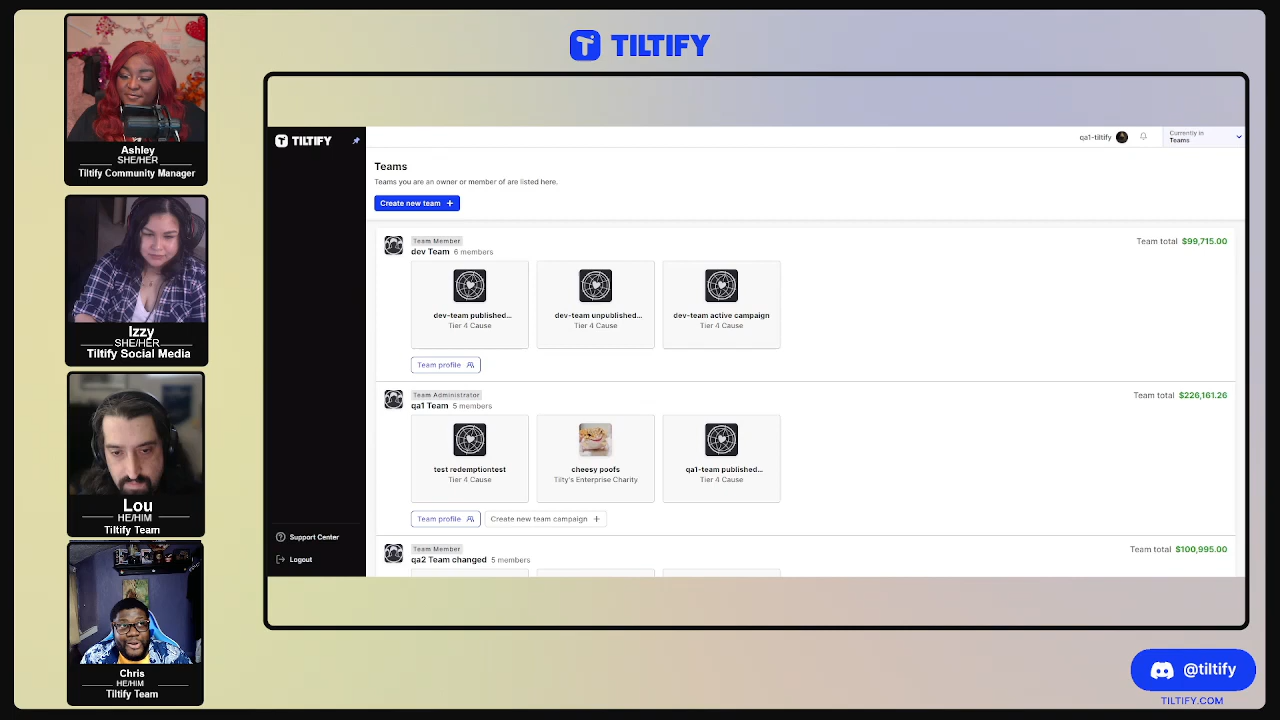 TILTIFY
Ashley
SHE/HER
Tiltify Community Manager
Izzy
SHE/HER
Tiltify Social Media
Lou
HE/HIM
Tiltify Team
Chris
HE/HIM
Tiltify Team
TILTIFY
qa1-tiltify
Currently in
Teams
Teams
Teams you are an owner or member of are listed here.
Create new team +
Team Member
dev Team 6 members
Team total $99,715.00
dev-team published...
Tier 4 Cause
dev-team unpublished...
Tier 4 Cause
dev-team active campaign
Tier 4 Cause
Team profile
Team Administrator
qa1 Team 5 members
Team total $226,161.26
test redemptiontest
Tier 4 Cause
cheesy poofs
Tilty's Enterprise Charity
qa1-team published...
Tier 4 Cause
Team profile
Create new team campaign +
Team Member
qa2 Team changed 5 members
Team total $100,995.00
Support Center
Logout
@tiltify
TILTIFY.COM